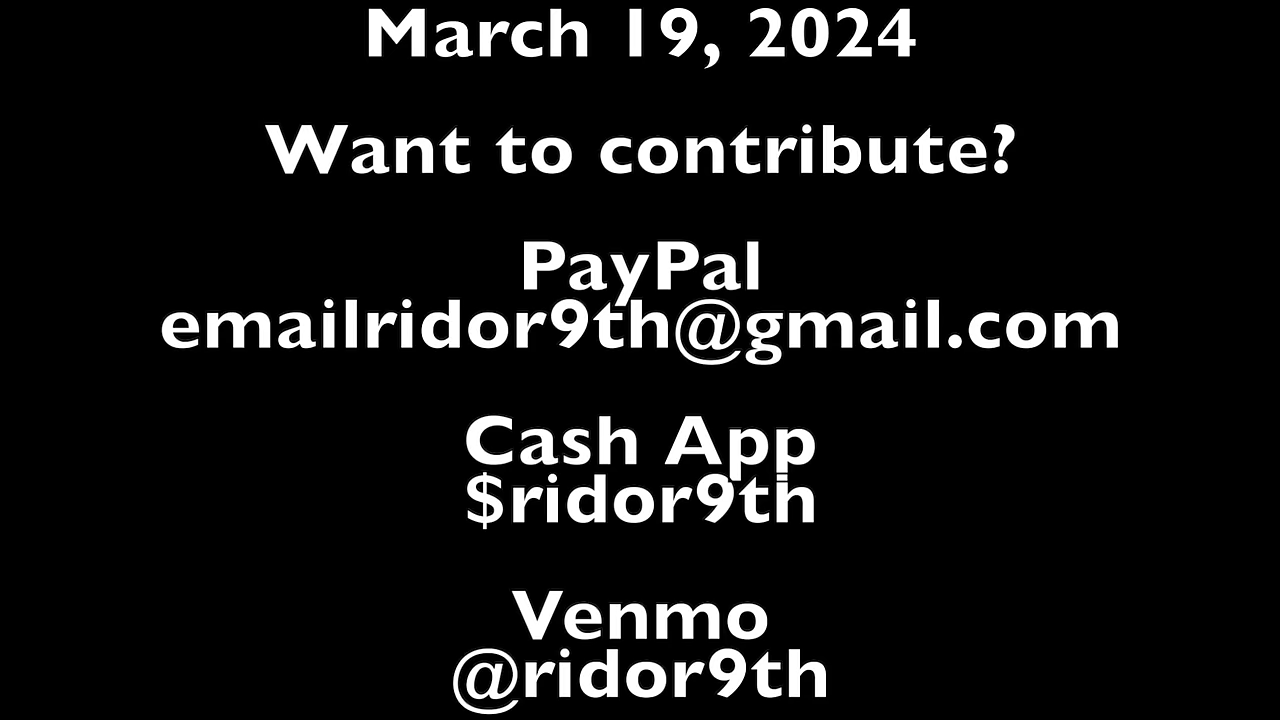 March 19, 2024
Want to contribute?
PayPal
emailridor9th@gmail.com
Cash App
$ridor9th
Venmo
@ridor9th